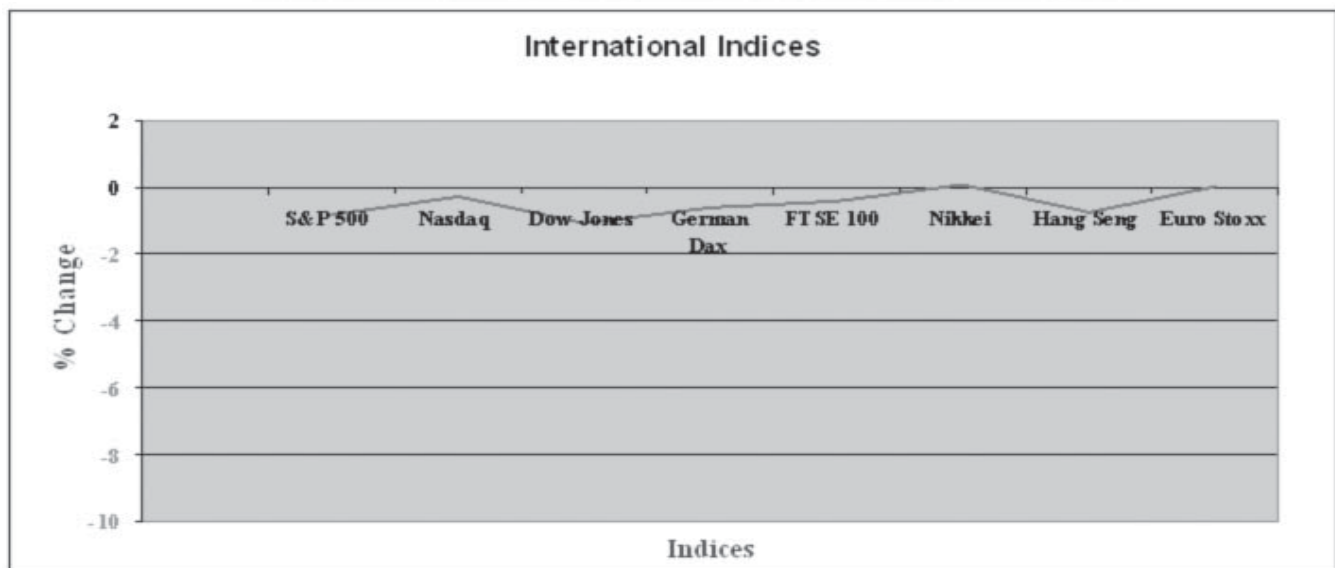 International Indices
2
0
-2
-4
-6
-8
-10
% Change
S&P 500 Nasdaq Dow Jones German FTSE 100 Nikkei Hang Seng Euro Stoxx
Dax
Indices